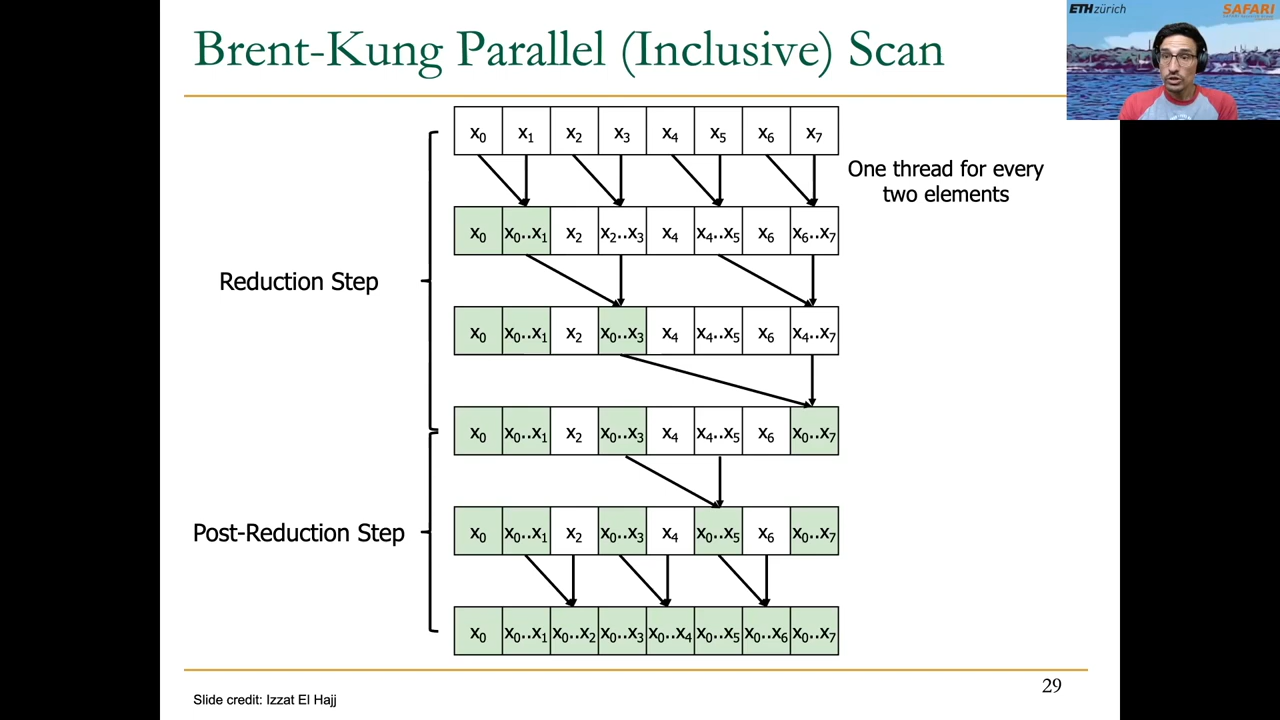 Brent-Kung Parallel (Inclusive) Scan
ETH zürich
SAFARI
x₀ x₁ x₂ x₃ x₄ x₅ x₆ x₇
One thread for every
two elements
x₀ x₀..x₁ x₂ x₂..x₃ x₄ x₄..x₅ x₆ x₆..x₇
Reduction Step
x₀ x₀..x₁ x₂ x₀..x₃ x₄ x₄..x₅ x₆ x₄..x₇
x₀ x₀..x₁ x₂ x₀..x₃ x₄ x₄..x₅ x₆ x₀..x₇
Post-Reduction Step
x₀ x₀..x₁ x₂ x₀..x₃ x₄ x₀..x₅ x₆ x₀..x₇
x₀ x₀..x₁ x₀..x₂ x₀..x₃ x₀..x₄ x₀..x₅ x₀..x₆ x₀..x₇
Slide credit: Izzat El Hajj
29